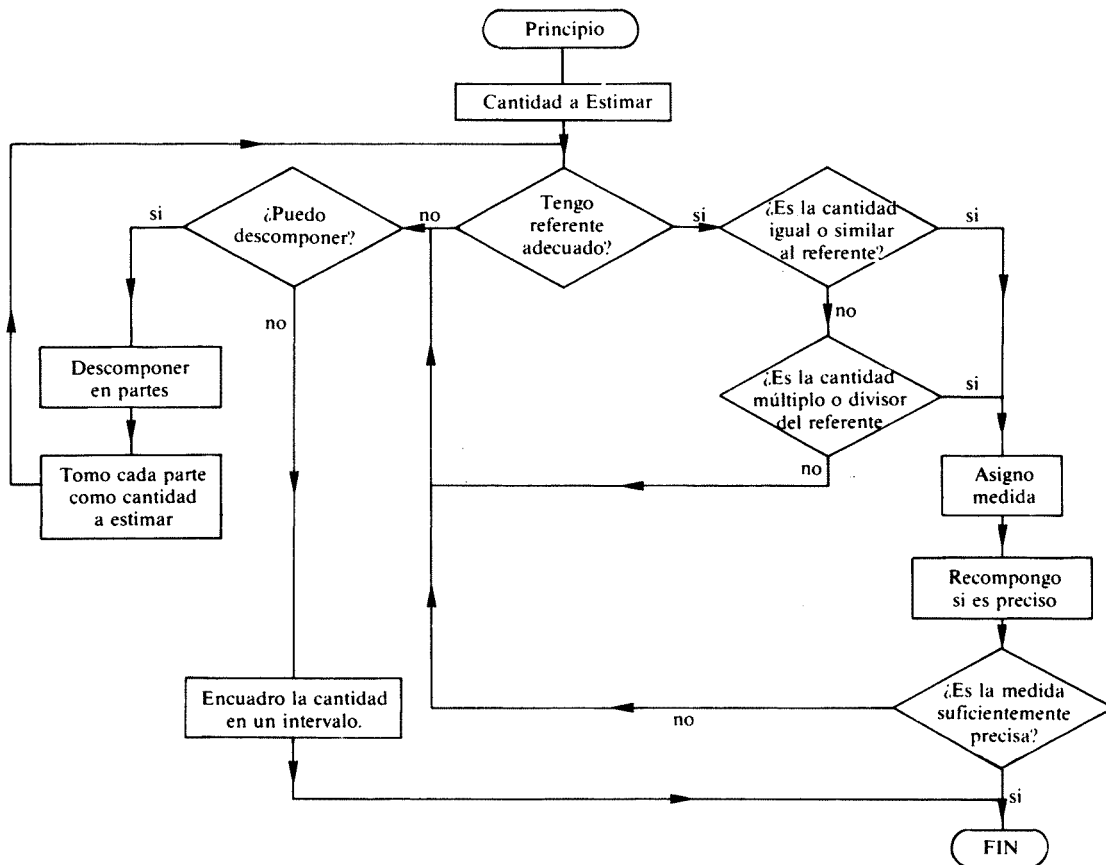 Principio
Cantidad a Estimar
¿Puedo
descomponer?
si
no
no
Tengo
referente
adecuado?
si
¿Es la cantidad
igual o similar
al referente?
si
no
¿Es la cantidad
múltiplo o divisor
del referente
si
no
Descomponer
en partes
Tomo cada parte
como cantidad
a estimar
Asigno
medida
Recompongo
si es preciso
Encuadro la cantidad
en un intervalo.
¿Es la medida
suficientemente
precisa?
no
si
FIN